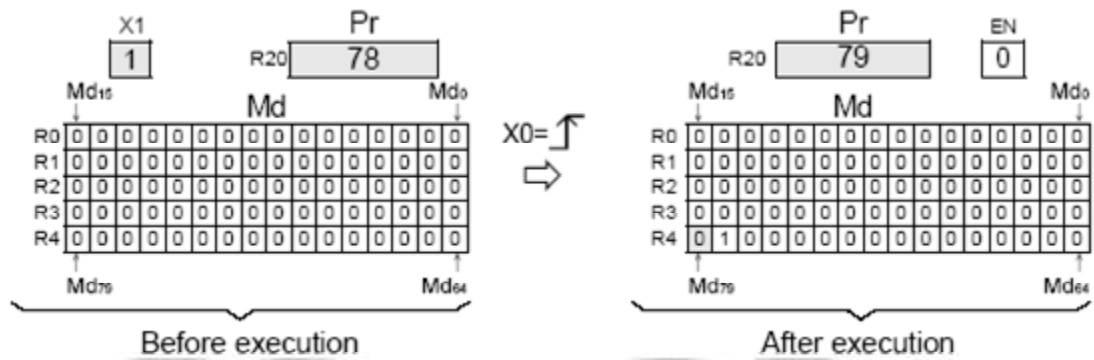 X1 Pr Pr EN
1 R20 78 R20 79 0
Md15 Md Md0 Md15 Md Md0
R0 0 0 0 0 0 0 0 0 0 0 0 0 0 0 0 0 X0= R0 0 0 0 0 0 0 0 0 0 0 0 0 0 0 0 0
R1 0 0 0 0 0 0 0 0 0 0 0 0 0 0 0 0 R1 0 0 0 0 0 0 0 0 0 0 0 0 0 0 0 0
R2 0 0 0 0 0 0 0 0 0 0 0 0 0 0 0 0 R2 0 0 0 0 0 0 0 0 0 0 0 0 0 0 0 0
R3 0 0 0 0 0 0 0 0 0 0 0 0 0 0 0 0 R3 0 0 0 0 0 0 0 0 0 0 0 0 0 0 0 0
R4 0 0 0 0 0 0 0 0 0 0 0 0 0 0 0 0 R4 0 1 0 0 0 0 0 0 0 0 0 0 0 0 0 0
Md79 Md64 Md79 Md64
Before execution After execution